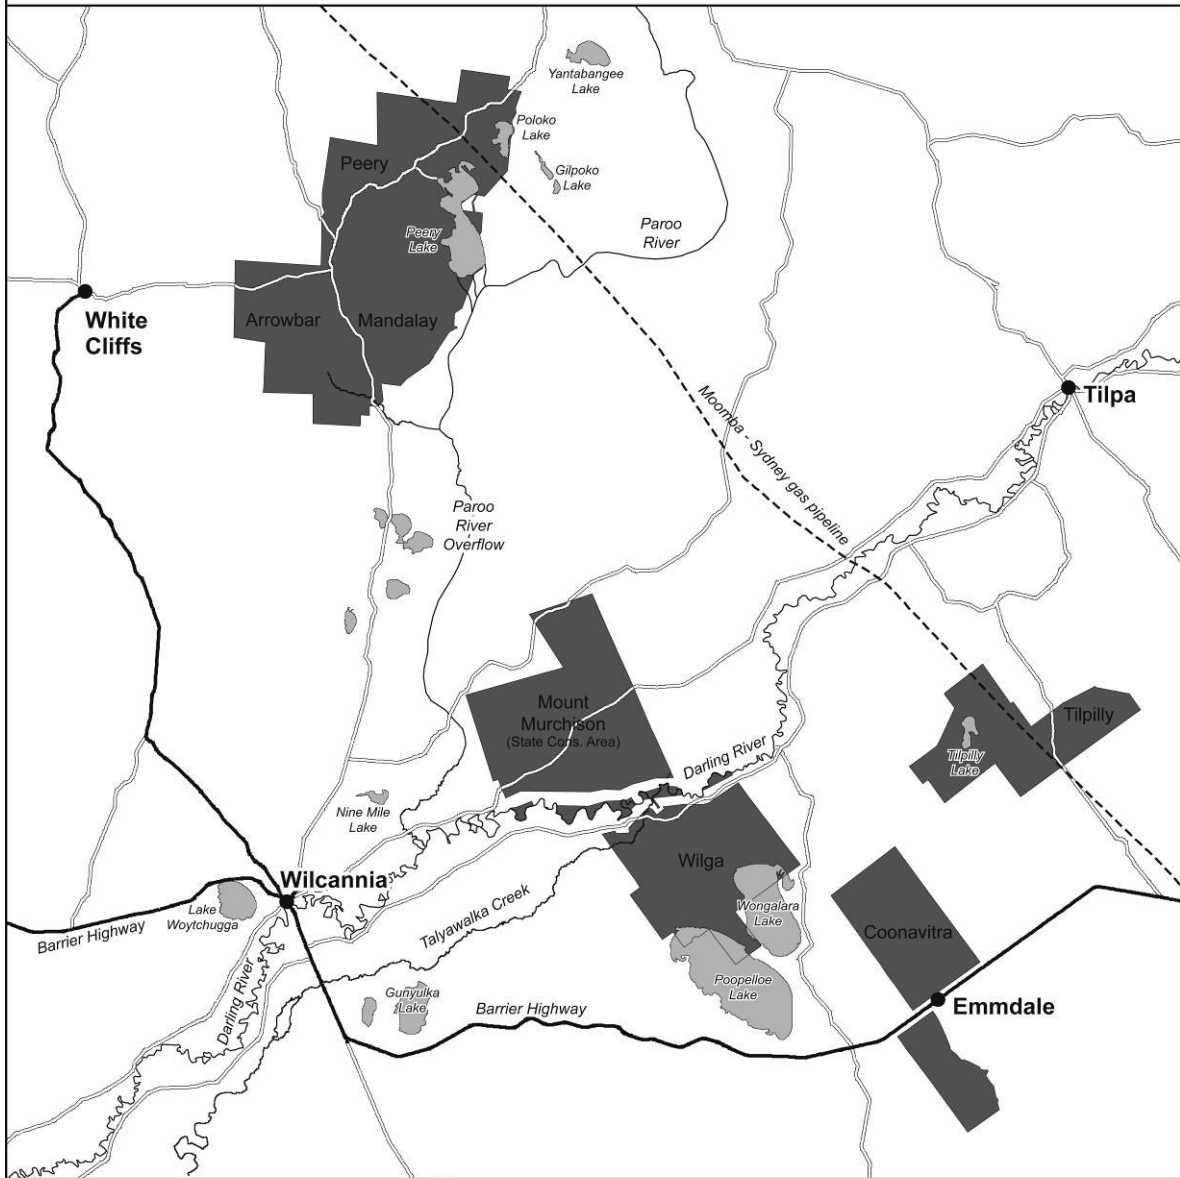 Yantabangee
Lake
Poloko
Lake
Peery
Gilpoko
Lake
Peery
Lake
Paroo
River
White
Cliffs
Arrowbar
Mandalay
Tilpa
Moomba - Sydney gas pipeline
Paroo
River
Overflow
Mount
Murchison
(State Cons. Area)
Tilpilly
Tilpilly
Lake
Darling River
Nine Mile
Lake
Wilga
Wilcannia
Lake
Woytchugga
Wongalara
Lake
Talyawalka Creek
Barrier Highway
Coonavitra
Darling River
Gunyulka
Lake
Poopelloe
Lake
Barrier Highway
Emmdale